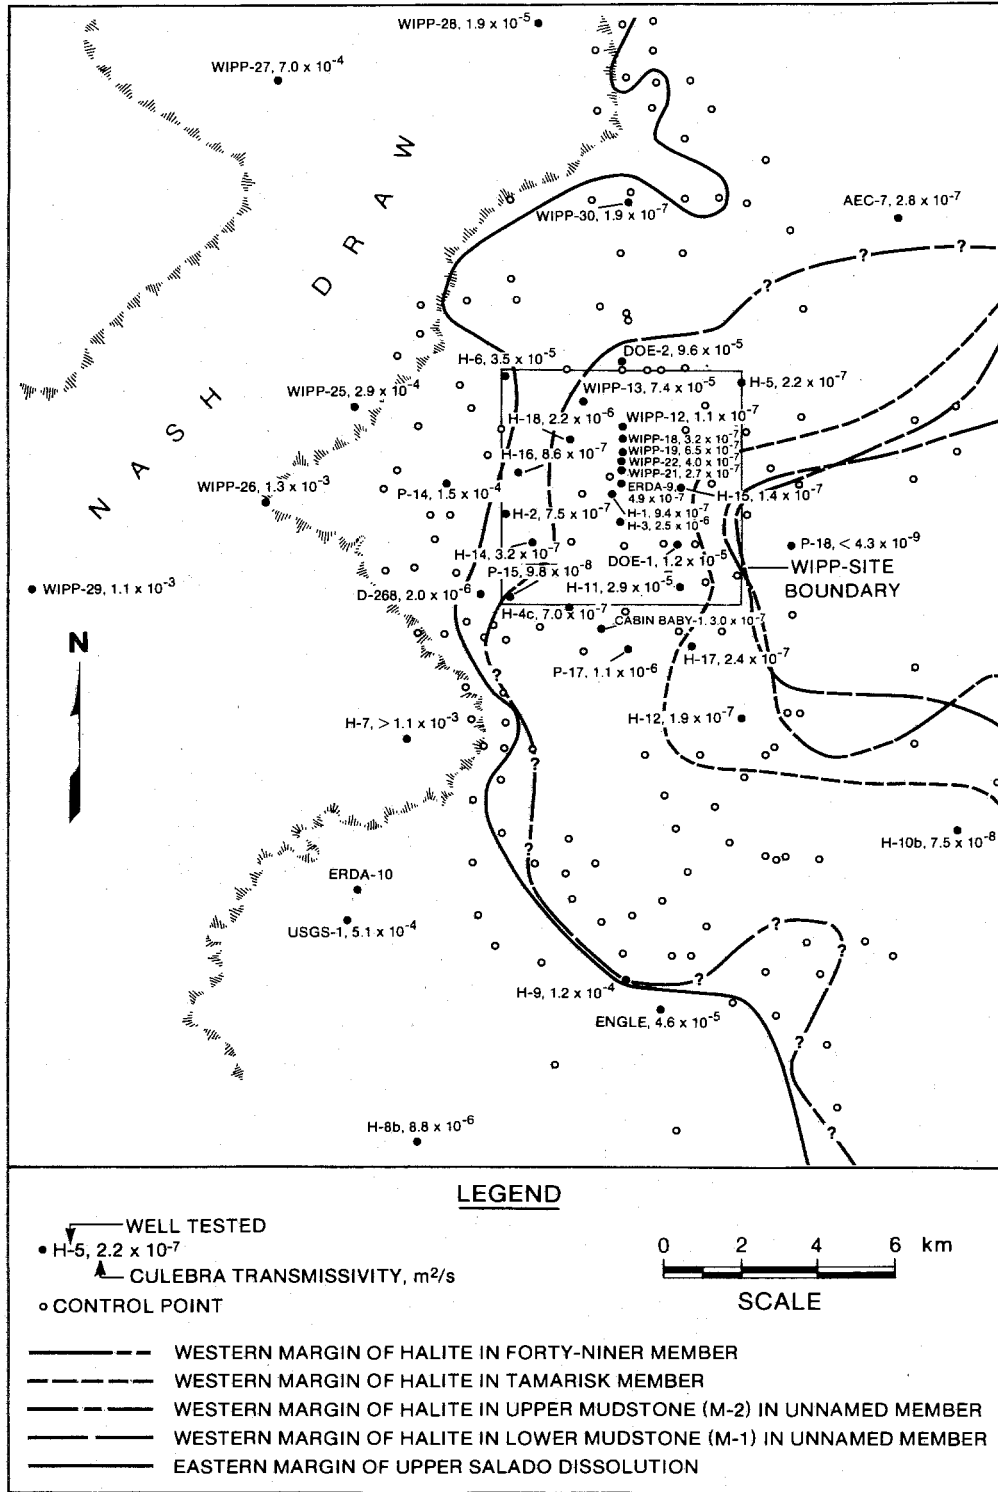 WIPP-28, 1.9 x 10-5
WIPP-27, 7.0 x 10-4
NASH DRAW
WIPP-30, 1.9 x 10-7
AEC-7, 2.8 x 10-7
?
?
?
H-6, 3.5 x 10-5
DOE-2, 9.6 x 10-5
WIPP-13, 7.4 x 10-5
H-5, 2.2 x 10-7
WIPP-25, 2.9 x 10-4
H-18, 2.2 x 10-6
WIPP-12, 1.1 x 10-7
WIPP-18, 3.2 x 10-7
H-16, 8.6 x 10-7
WIPP-19, 6.5 x 10-7
WIPP-22, 4.0 x 10-7
WIPP-21, 2.7 x 10-7
WIPP-26, 1.3 x 10-3
P-14, 1.5 x 10-4
ERDA-9,
4.9 x 10-7
H-15, 1.4 x 10-7
H-2, 7.5 x 10-7
H-1, 9.4 x 10-7
H-3, 2.5 x 10-6
H-14, 3.2 x 10-7
DOE-1, 1.2 x 10-5
P-18, < 4.3 x 10-9
WIPP-SITE
BOUNDARY
P-15, 9.8 x 10-8
WIPP-29, 1.1 x 10-3
D-268, 2.0 x 10-6
H-11, 2.9 x 10-5
H-4c, 7.0 x 10-7
CABIN BABY-1, 3.0 x 10-7
N
P-17, 1.1 x 10-6
H-17, 2.4 x 10-7
?
H-7, > 1.1 x 10-3
H-12, 1.9 x 10-7
?
H-10b, 7.5 x 10-8
?
ERDA-10
USGS-1, 5.1 x 10-4
?
?
H-9, 1.2 x 10-4
?
ENGLE, 4.6 x 10-5
?
H-8b, 8.8 x 10-6
?
LEGEND
WELL TESTED
H-5, 2.2 x 10-7
CULEBRA TRANSMISSIVITY, m2/s
CONTROL POINT
0 2 4 6 km
SCALE
WESTERN MARGIN OF HALITE IN FORTY-NINER MEMBER
WESTERN MARGIN OF HALITE IN TAMARISK MEMBER
WESTERN MARGIN OF HALITE IN UPPER MUDSTONE (M-2) IN UNNAMED MEMBER
WESTERN MARGIN OF HALITE IN LOWER MUDSTONE (M-1) IN UNNAMED MEMBER
EASTERN MARGIN OF UPPER SALADO DISSOLUTION